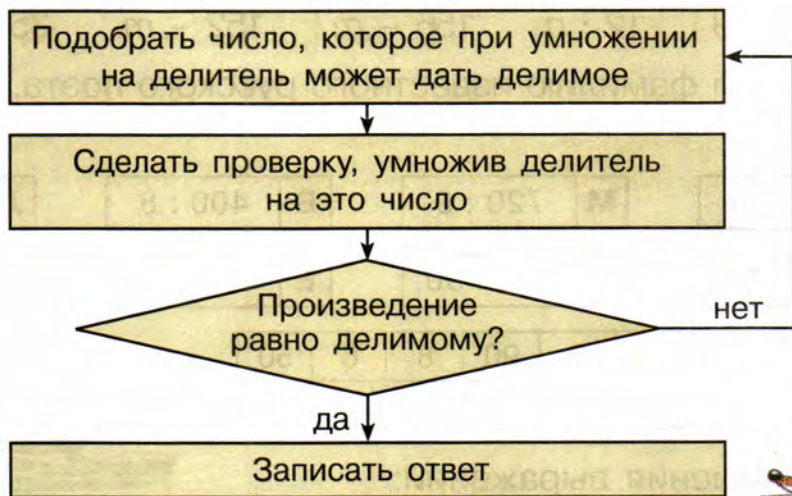 Подобрать число, которое при умножении
на делитель может дать делимое
Сделать проверку, умножив делитель
на это число
Произведение
равно делимому?
нет
да
Записать ответ